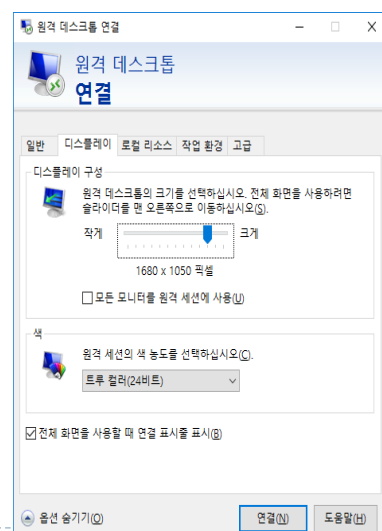 원격 데스크톱 연결
원격 데스크톱
연결
일반 디스플레이 로컬 리소스 작업 환경 고급
디스플레이 구성
원격 데스크톱의 크기를 선택하십시오. 전체 화면을 사용하려면
슬라이더를 맨 오른쪽으로 이동하십시오(S).
작게 크게
1680 x 1050 픽셀
모든 모니터를 원격 세션에 사용(U)
색
원격 세션의 색 농도를 선택하십시오(C).
트루 컬러(24비트)
전체 화면을 사용할 때 연결 표시줄 표시(B)
옵션 숨기기(O) 연결(N) 도움말(H)